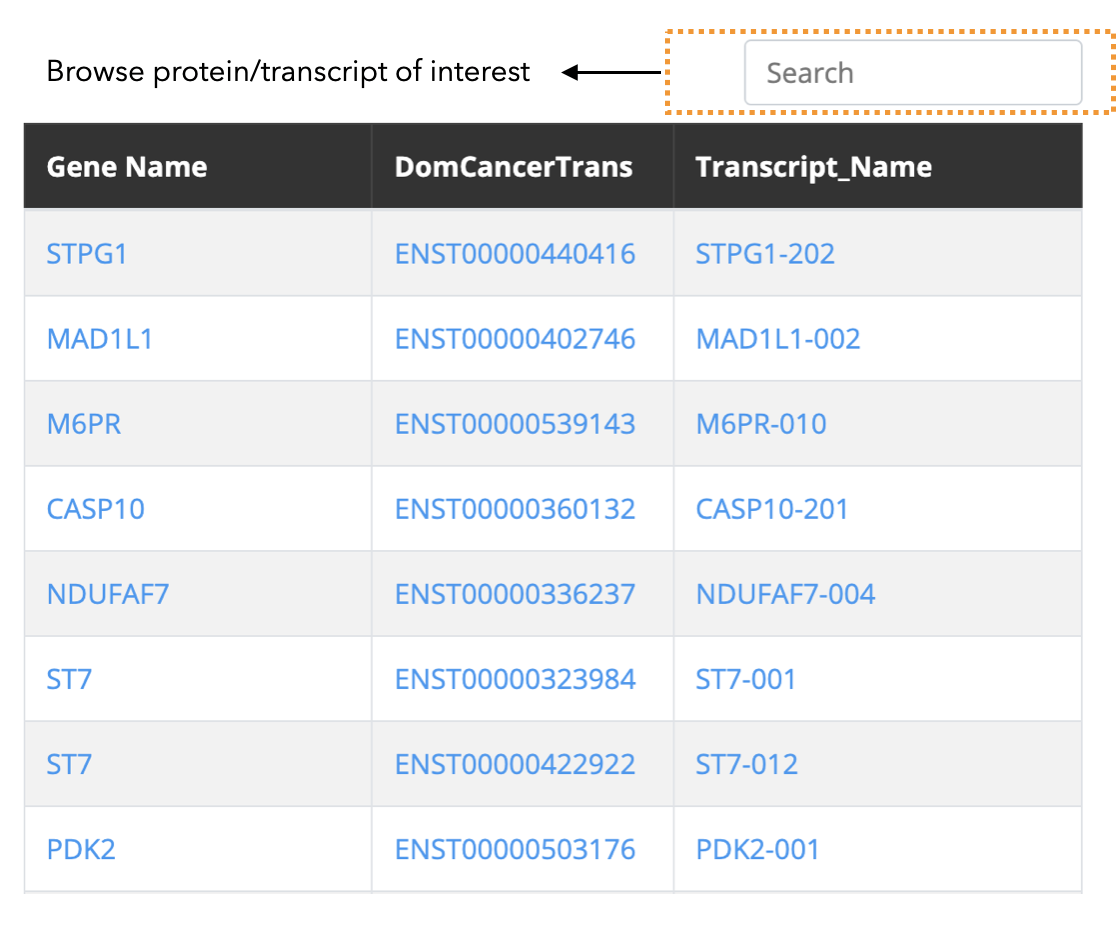 Browse protein/transcript of interest
Search
Gene Name DomCancerTrans Transcript_Name
STPG1 ENST00000440416 STPG1-202
MAD1L1 ENST00000402746 MAD1L1-002
M6PR ENST00000539143 M6PR-010
CASP10 ENST00000360132 CASP10-201
NDUFAF7 ENST00000336237 NDUFAF7-004
ST7 ENST00000323984 ST7-001
ST7 ENST00000422922 ST7-012
PDK2 ENST00000503176 PDK2-001